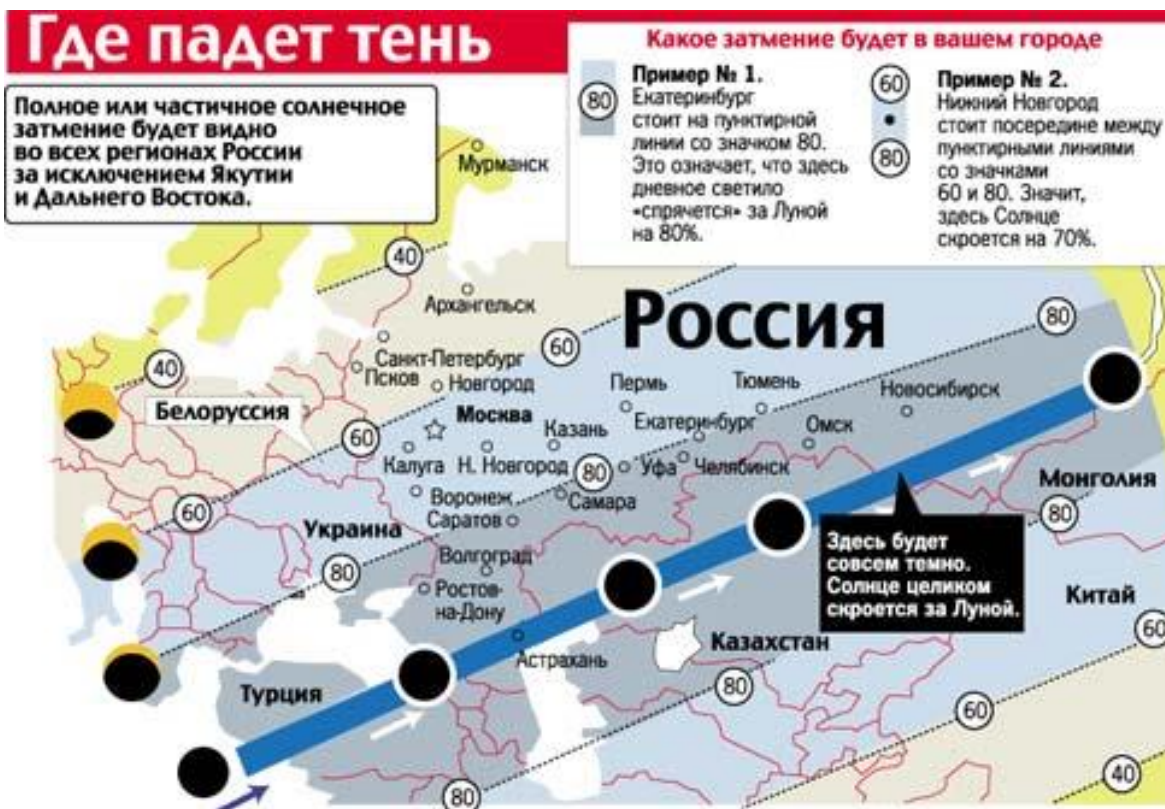 Где падет тень
Полное или частичное солнечное
затмение будет видно
во всех регионах России
за исключением Якутии
и Дальнего Востока.
Какое затмение будет в вашем городе
80
Пример № 1.
Екатеринбург
стоит на пунктирной
линии со значком 80.
Это означает, что здесь
дневное светило
«спрячется» за Луной
на 80%.
60
80
Пример № 2.
Нижний Новгород
стоит посередине между
пунктирными линиями
со значками
60 и 80. Значит,
здесь Солнце
скроется на 70%.
Мурманск
40
Архангельск
Россия
80
Санкт-Петербург
60
Псков
40
Новгород
Пермь
Тюмень
Новосибирск
Белоруссия
Москва
60
Казань
Екатеринбург
Омск
Калуга
Н. Новгород
80
Уфа
Челябинск
Монголия
Воронеж
Самара
60
Украина
Саратов
80
Волгоград
80
Ростов-
на-Дону
Здесь будет
совсем темно.
Солнце целиком
скроется за Луной.
Китай
60
Казахстан
Астрахань
Турция
80
60
40
80